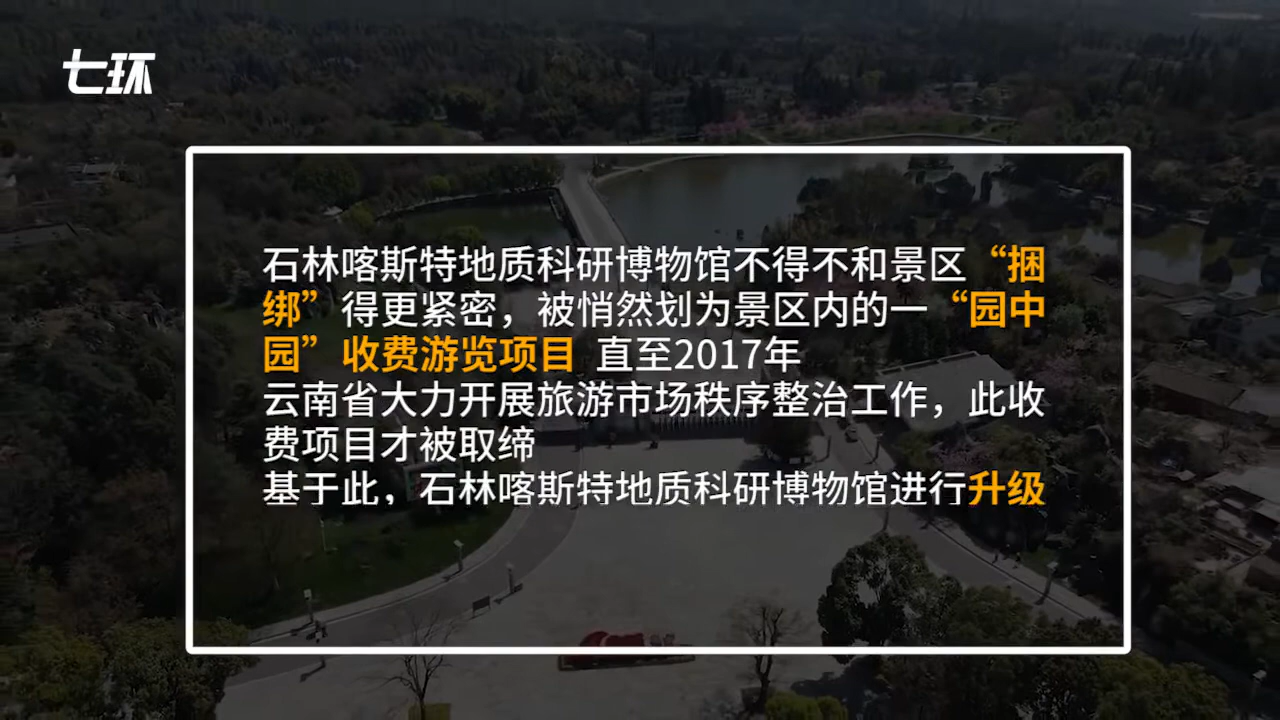 七环
石林喀斯特地质科研博物馆不得不和景区“捆
绑”得更紧密，被悄然划为景区内的一“园中
园”收费游览项目 直至2017年
云南省大力开展旅游市场秩序整治工作，此收
费项目才被取缔
基于此，石林喀斯特地质科研博物馆进行升级